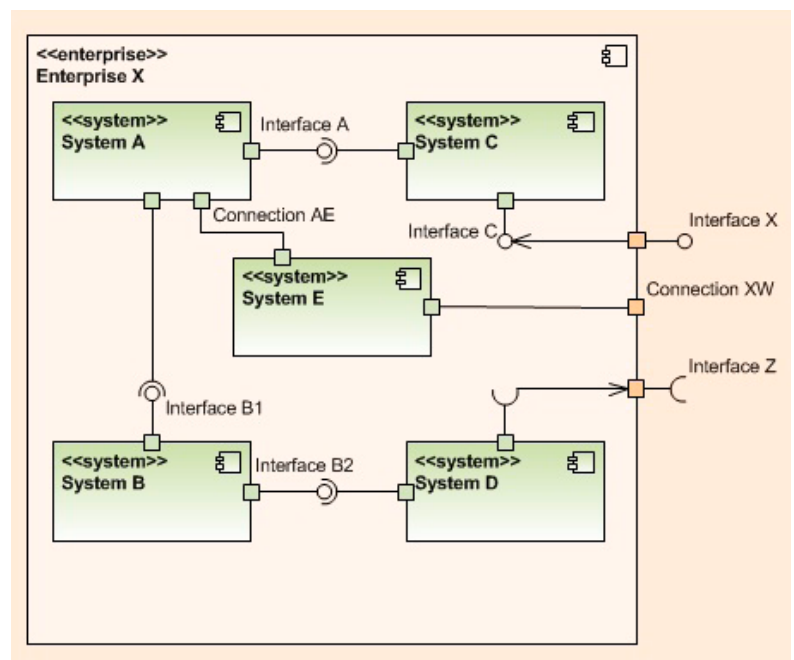 <<enterprise>>
Enterprise X
<<system>>
System A
Interface A
<<system>>
System C
Connection AE
Interface C
Interface X
<<system>>
System E
Connection XW
Interface Z
Interface B1
<<system>>
System B
Interface B2
<<system>>
System D